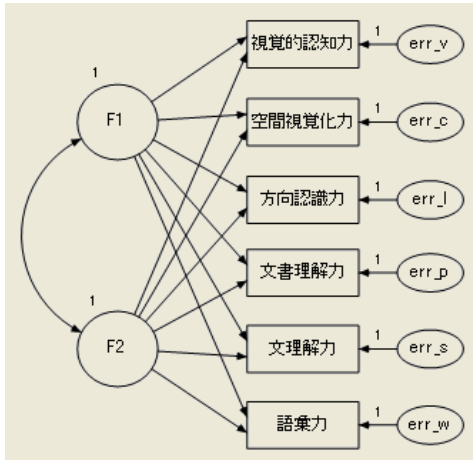 1
F1
1
F2
視覚的認知力
1
err_v
空間視覚化力
1
err_c
方向認識力
1
err_l
文書理解力
1
err_p
文理解力
1
err_s
語彙力
1
err_w